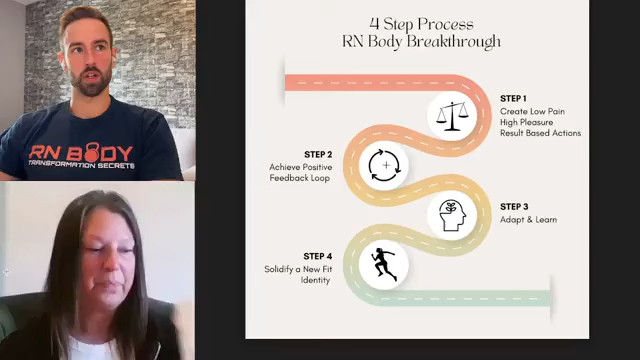 4 Step Process
RN Body Breakthrough
STEP 1
Create Low Pain
High Pleasure
Result Based Actions
STEP 2
Achieve Positive
Feedback Loop
STEP 3
Adapt & Learn
STEP 4
Solidify a New Fit
Identity
RN BODY
TRANSFORMATION SECRETS